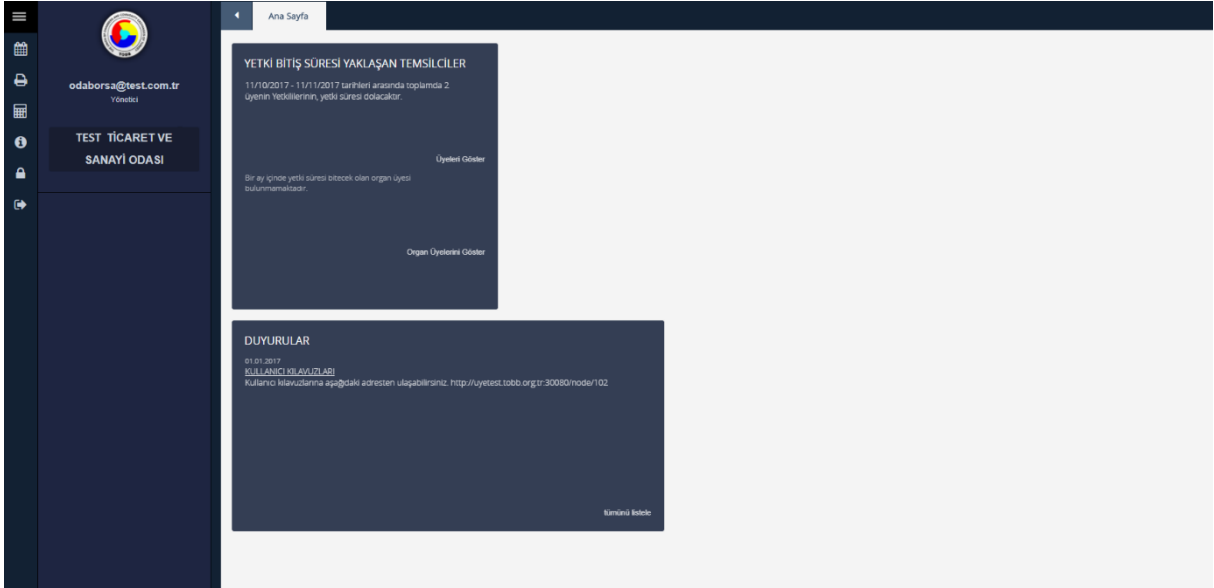 TOBB
odaborsa@test.com.tr
Yönetici
TEST TİCARET VE
SANAYİ ODASI
Ana Sayfa
YETKİ BİTİŞ SÜRESİ YAKLAŞAN TEMSİLCİLER
11/10/2017 - 11/11/2017 tarihleri arasında toplamda 2
üyenin Yetkililerinin, yetki süresi dolacaktır.
Üyeleri Göster
Bir ay içinde yetki süresi bitecek olan organ üyesi
bulunmamaktadır.
Organ Üyelerini Göster
DUYURULAR
01.01.2017
KULLANICI KILAVUZLARI
Kullanıcı kılavuzlarına aşağıdaki adresten ulaşabilirsiniz. http://uyetest.tobb.org.tr:30080/node/102
tümünü listele